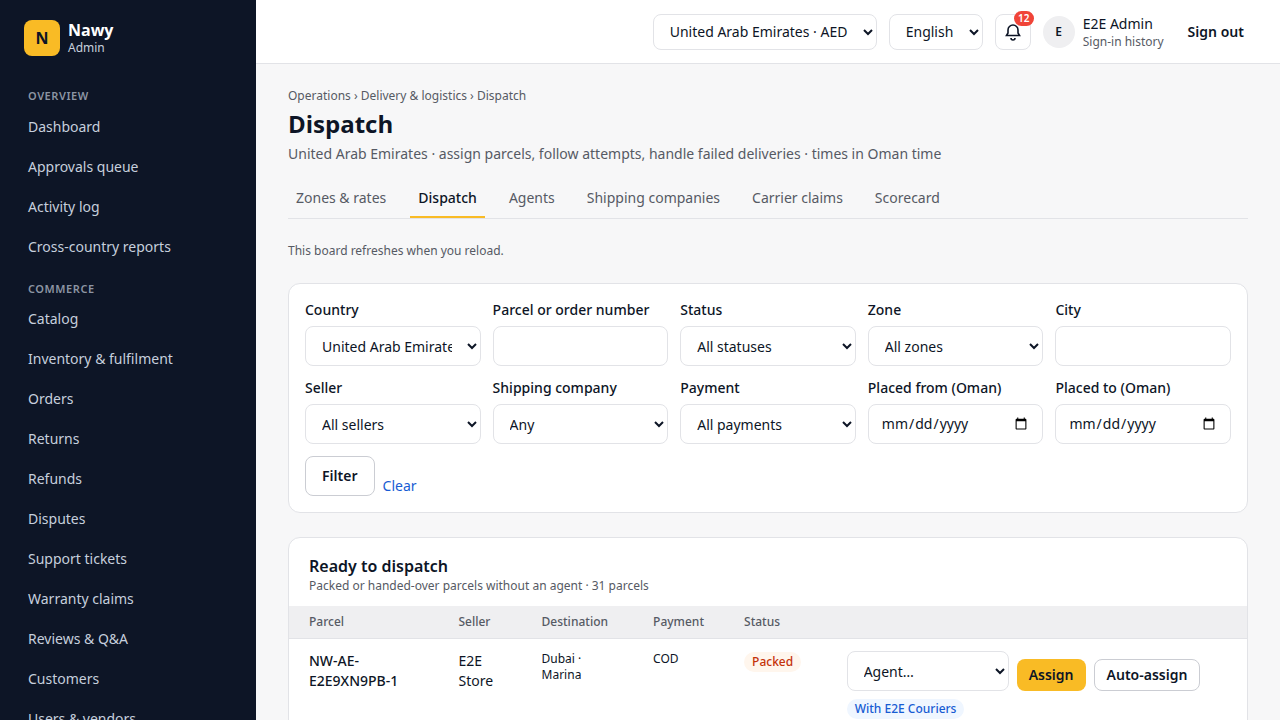 N
Nawy
Admin
United Arab Emirates · AED
English
12
E
E2E Admin
Sign-in history
Sign out
OVERVIEW
Dashboard
Approvals queue
Activity log
Cross-country reports
COMMERCE
Catalog
Inventory & fulfilment
Orders
Returns
Refunds
Disputes
Support tickets
Warranty claims
Reviews & Q&A
Customers
Users & vendors
Operations › Delivery & logistics › Dispatch
Dispatch
United Arab Emirates · assign parcels, follow attempts, handle failed deliveries · times in Oman time
Zones & rates
Dispatch
Agents
Shipping companies
Carrier claims
Scorecard
This board refreshes when you reload.
Country
Parcel or order number
Status
Zone
City
United Arab Emirate
All statuses
All zones
Seller
Shipping company
Payment
Placed from (Oman)
Placed to (Oman)
All sellers
Any
All payments
mm/dd/yyyy
mm/dd/yyyy
Filter
Clear
Ready to dispatch
Packed or handed-over parcels without an agent · 31 parcels
Parcel
Seller
Destination
Payment
Status
NW-AE-
E2E9XN9PB-1
E2E
Store
Dubai ·
Marina
COD
Packed
Agent...
Assign
Auto-assign
With E2E Couriers